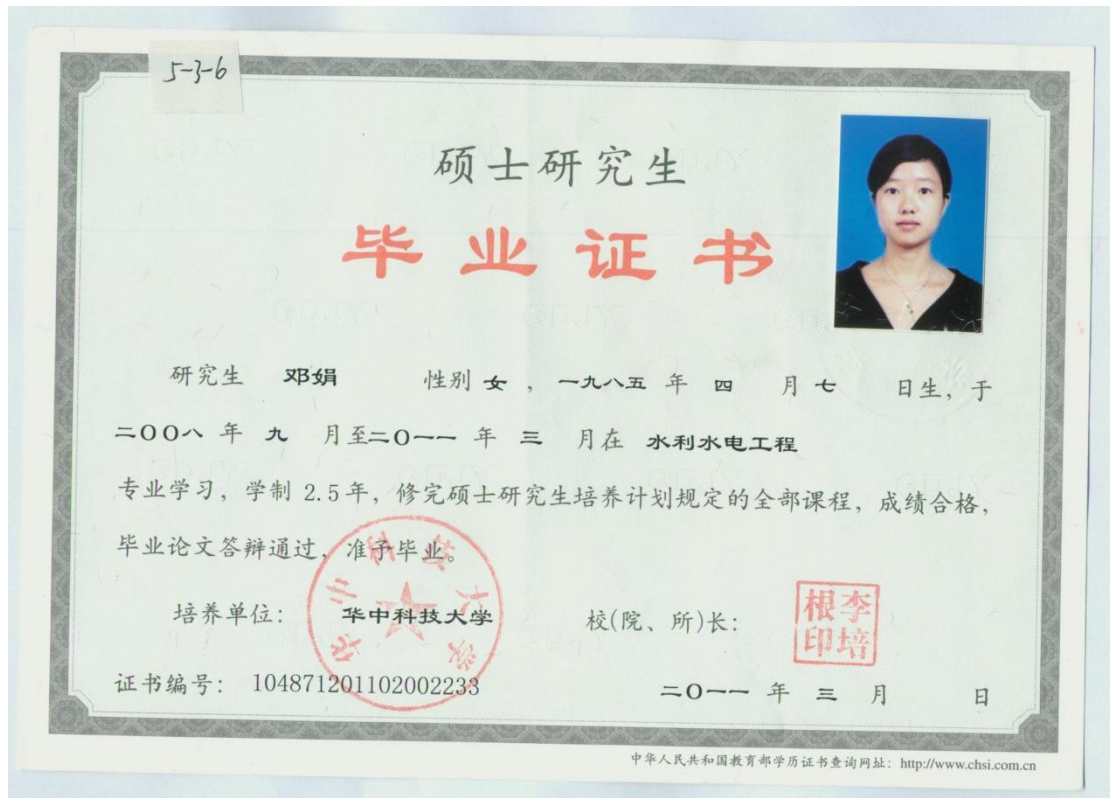 5-3-6
硕士研究生
毕业证书
研究生 邓娟 性别 女 ，一九八五 年 四 月 七 日生，于
二〇〇八 年 九 月至二〇一一 年 三 月在 水利水电工程
专业学习，学制 2.5 年，修完硕士研究生培养计划规定的全部课程，成绩合格，
毕业论文答辩通过，准予毕业。
华中科技大学
培养单位： 华中科技大学 校(院、所)长： 李培根印
证书编号： 104871201102002233 二〇一一 年 三 月 日
中华人民共和国教育部学历证书查询网址：http://www.chsi.com.cn